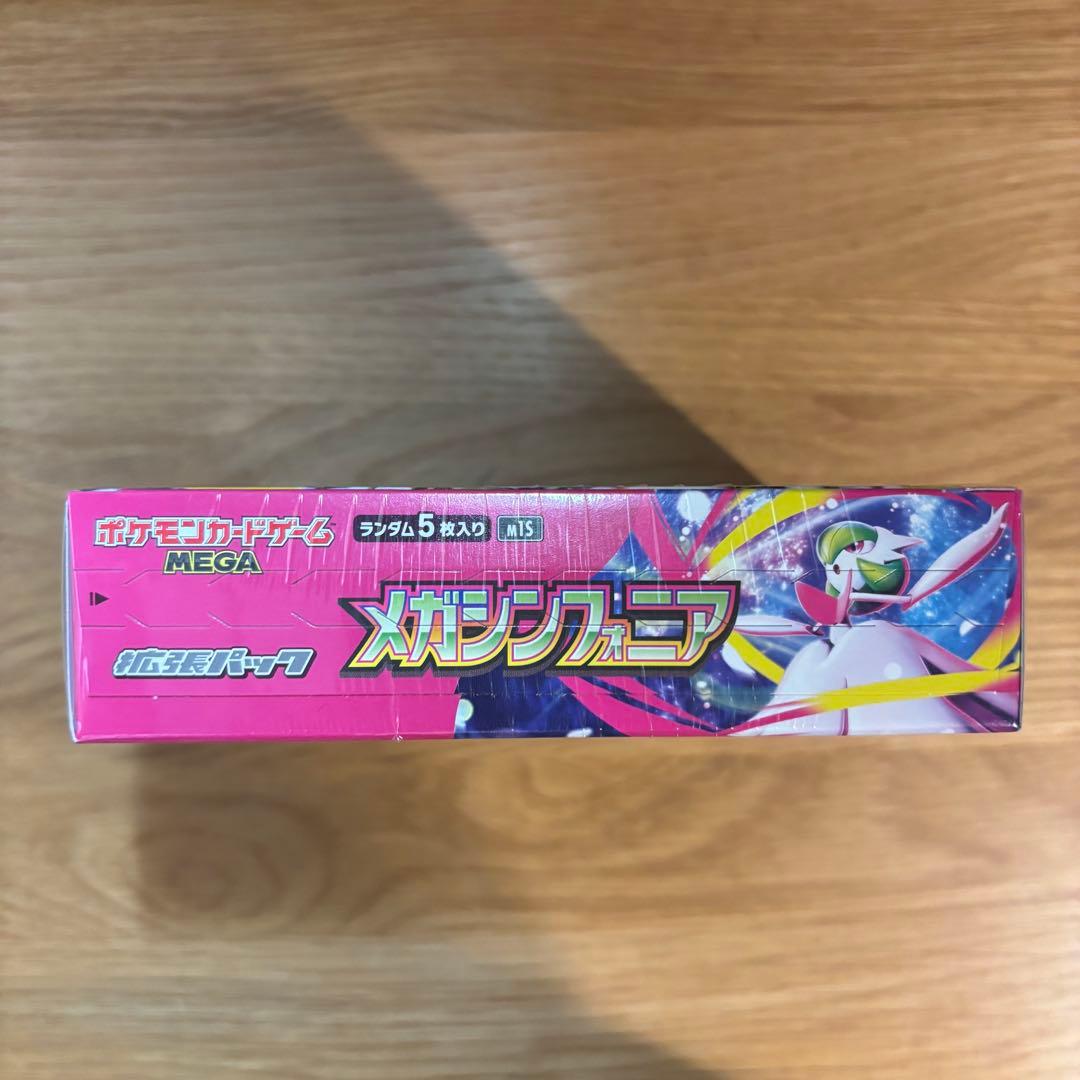 ポケモンカードゲーム
MEGA
ランダム5枚入り
M1S
メガシンフォニア
拡張パック